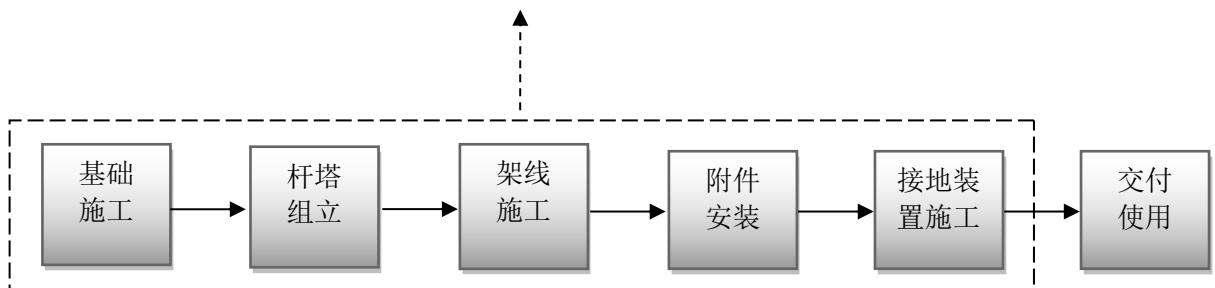 基础
施工
杆塔
组立
架线
施工
附件
安装
接地装
置施工
交付
使用